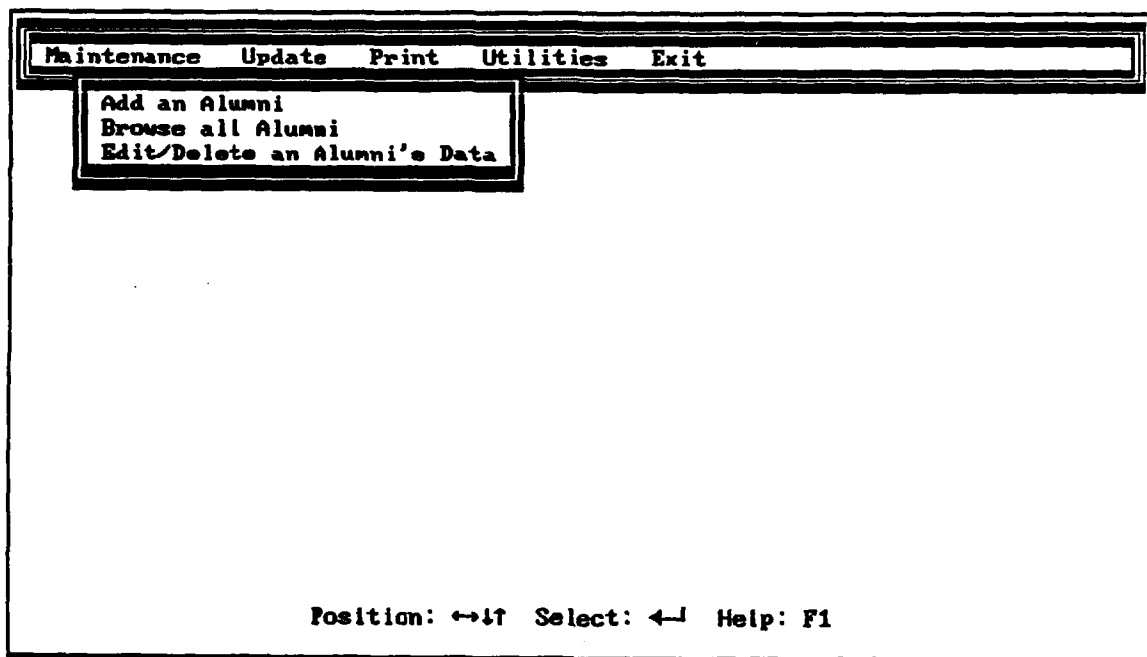 Maintenance Update Print Utilities Exit
Add an Alumni
Browse all Alumni
Edit/Delete an Alumni's Data
Position: ↔↓↑ Select: ←┘ Help: F1